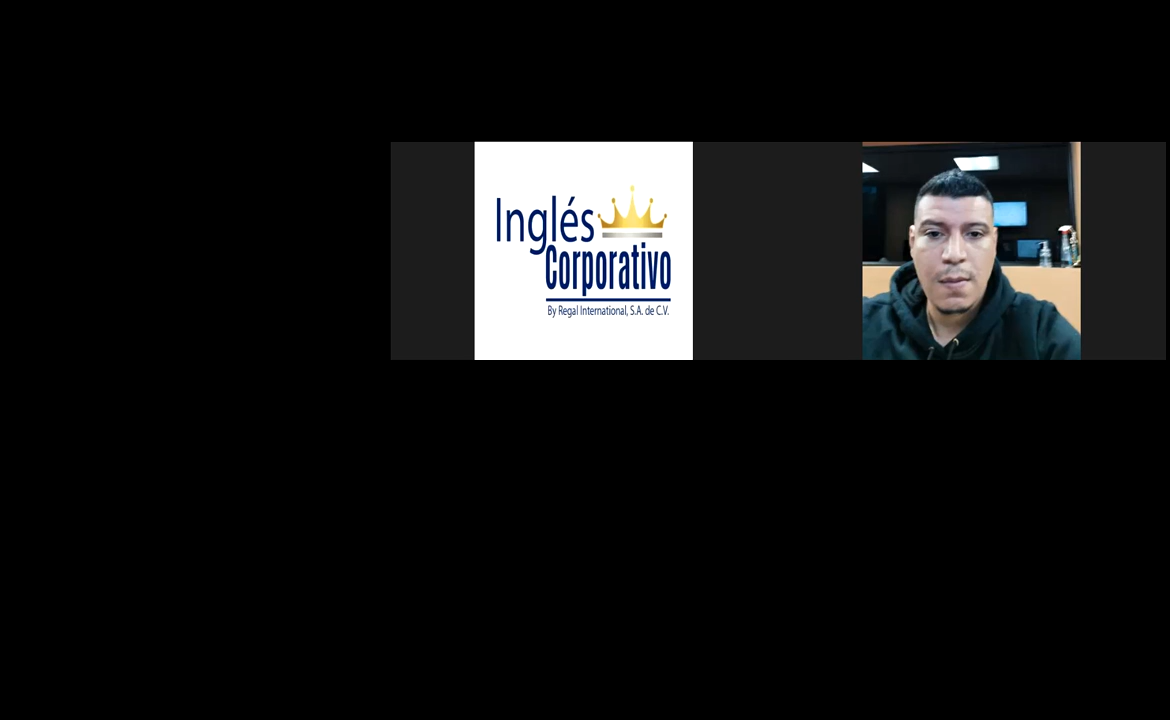 Inglés
Corporativo
By Regal International, S.A. de C.V.